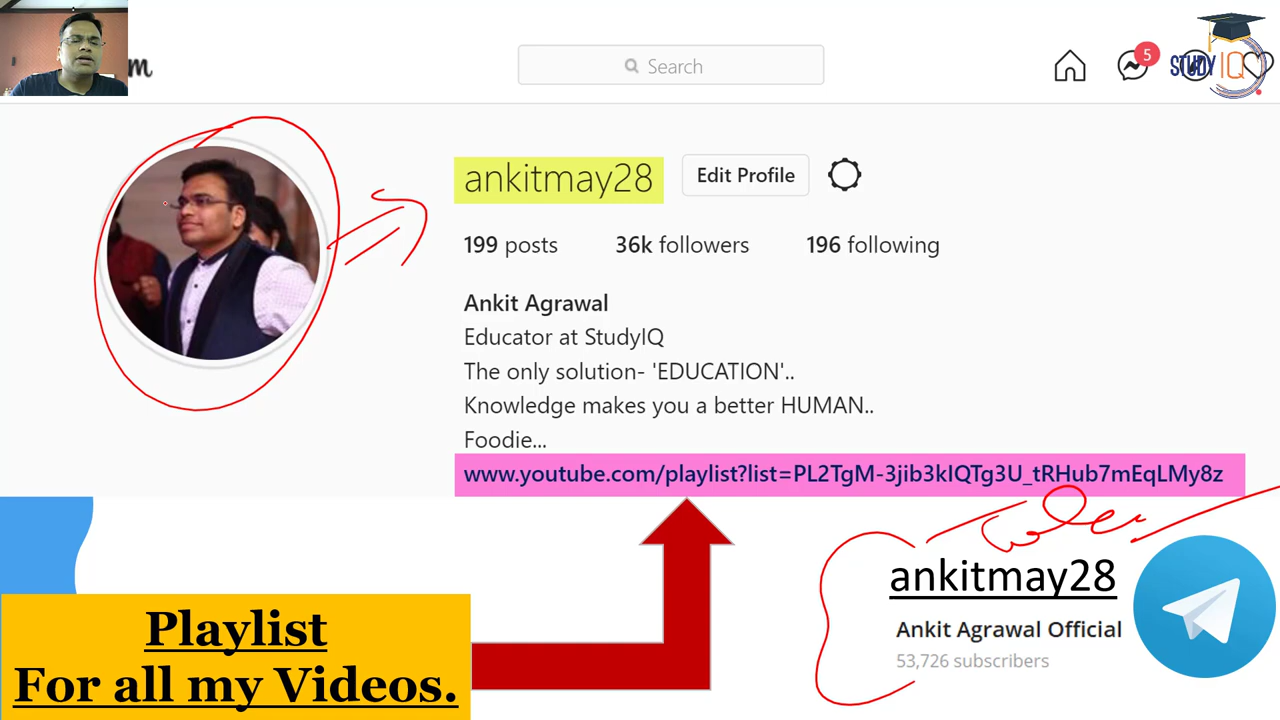 m
Search
5
STUDY IQ
ankitmay28
Edit Profile
199 posts 36k followers 196 following
Ankit Agrawal
Educator at StudyIQ
The only solution- 'EDUCATION'..
Knowledge makes you a better HUMAN..
Foodie...
www.youtube.com/playlist?list=PL2TgM-3jib3kIQTg3U_tRHub7mEqLMy8z
ankitmay28
Ankit Agrawal Official
53,726 subscribers
Playlist
For all my Videos.